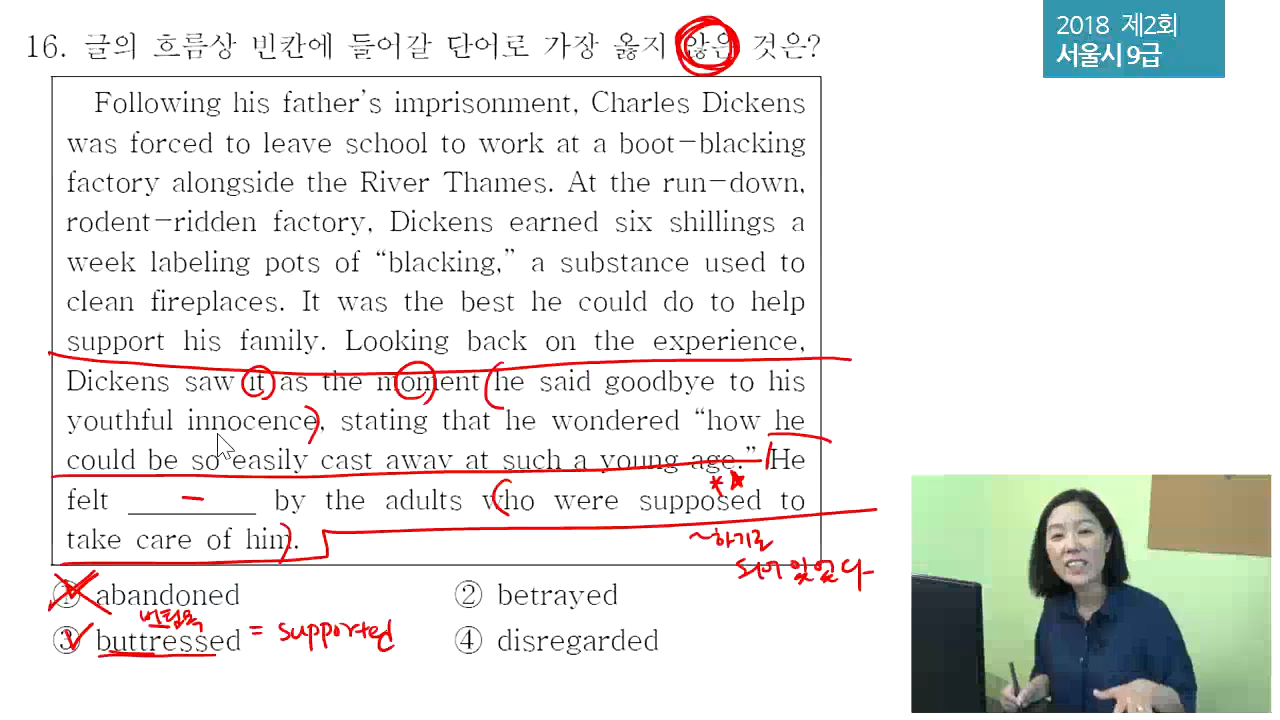 2018 제2회
서울시 9급
16. 글의 흐름상 빈칸에 들어갈 단어로 가장 옳지 않은 것은?
Following his father's imprisonment, Charles Dickens
was forced to leave school to work at a boot-blacking
factory alongside the River Thames. At the run-down,
rodent-ridden factory, Dickens earned six shillings a
week labeling pots of “blacking,” a substance used to
clean fireplaces. It was the best he could do to help
support his family. Looking back on the experience,
Dickens saw it as the moment he said goodbye to his
youthful innocence, stating that he wondered “how he
could be so easily cast away at such a young age.” He
felt ________ by the adults who were supposed to
take care of him.
~하기로
되어 있었다
① abandoned ② betrayed
버팀목
③ buttressed = supported ④ disregarded